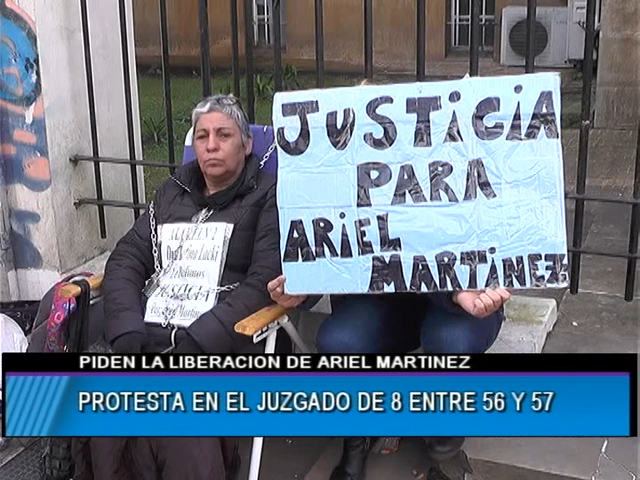 JUSTICIA
PARA
ARIEL
MARTINEZ
PIDEN LA LIBERACION DE ARIEL MARTINEZ
PROTESTA EN EL JUZGADO DE 8 ENTRE 56 Y 57